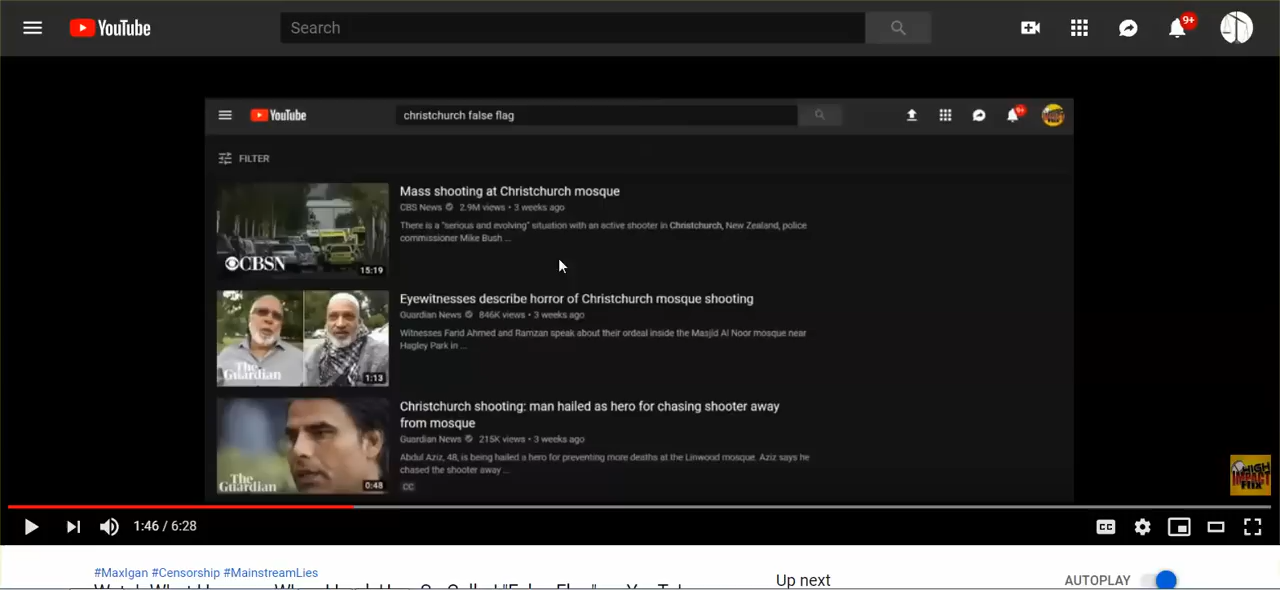 YouTube
Search
9+
YouTube
christchurch false flag
9+
FILTER
Mass shooting at Christchurch mosque
CBS News 2.9M views • 3 weeks ago
There is a "serious and evolving" situation with an active shooter in Christchurch, New Zealand, police
commissioner Mike Bush ...
CBSN
15:19
Eyewitnesses describe horror of Christchurch mosque shooting
Guardian News 846K views • 3 weeks ago
Witnesses Farid Ahmed and Ramzan speak about their ordeal inside the Masjid Al Noor mosque near
Hagley Park in ...
The
Guardian
1:13
Christchurch shooting: man hailed as hero for chasing shooter away
from mosque
Guardian News 215K views • 3 weeks ago
Abdul Aziz, 48, is being hailed a hero for preventing more deaths at the Linwood mosque. Aziz says he
chased the shooter away ...
CC
The
Guardian
0:48
HIGH
IMPACT
FLIX
1:46 / 6:28
CC
#MaxIgan #Censorship #MainstreamLies
Up next
AUTOPLAY